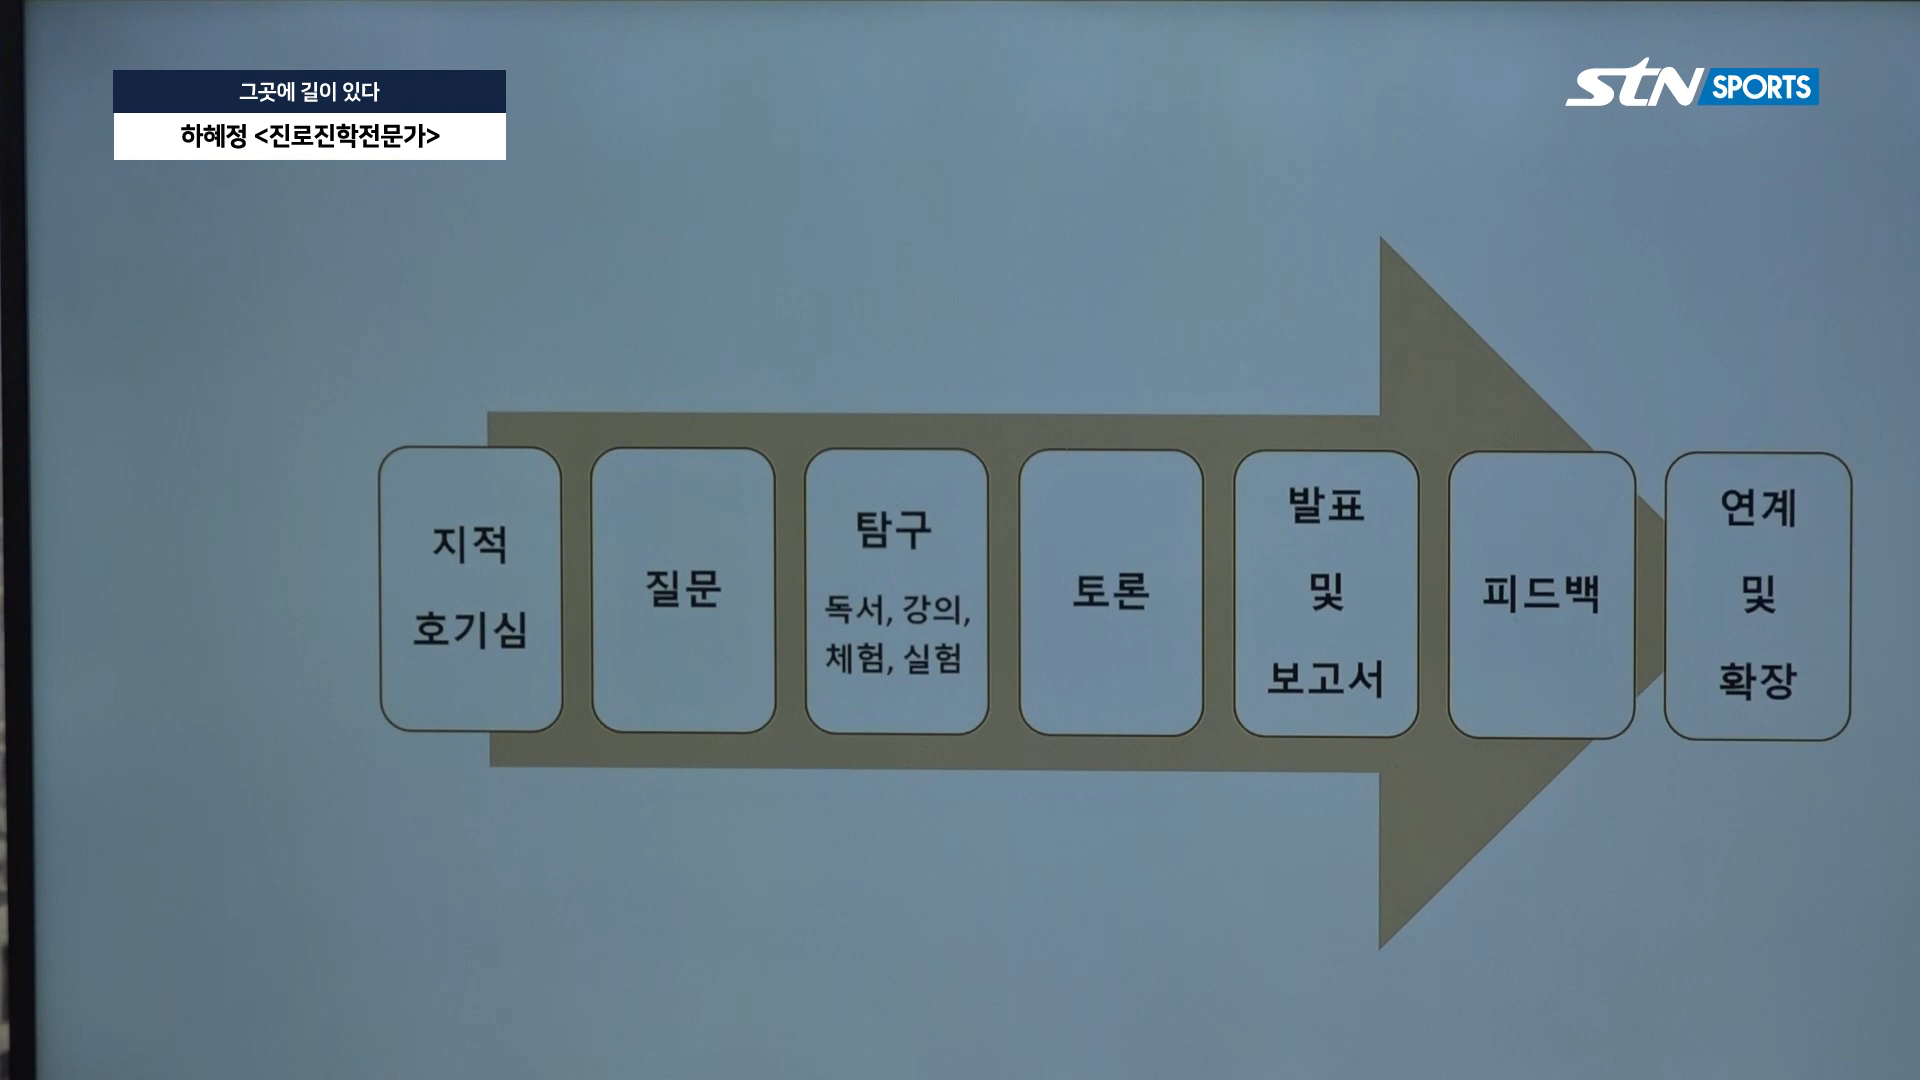 그곳에 길이 있다
하혜정 <진로진학전문가>
STN SPORTS
지적
호기심
질문
탐구
독서, 강의,
체험, 실험
토론
발표
및
보고서
피드백
연계
및
확장